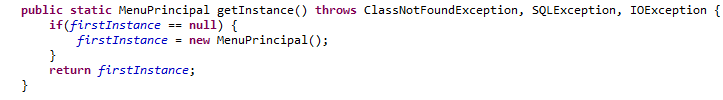 public static MenuPrincipal getInstance() throws ClassNotFoundException, SQLException, IOException {
if(firstInstance == null) {
firstInstance = new MenuPrincipal();
}
return firstInstance;
}